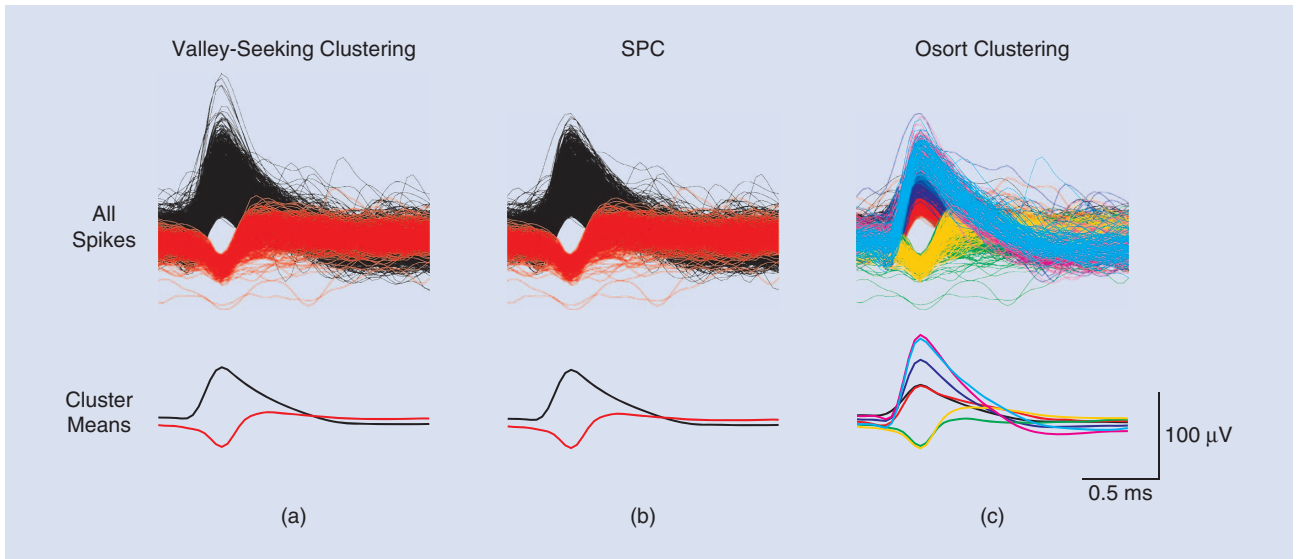 Valley-Seeking Clustering
SPC
Osort Clustering
All
Spikes
Cluster
Means
100 μV
0.5 ms
(a)
(b)
(c)